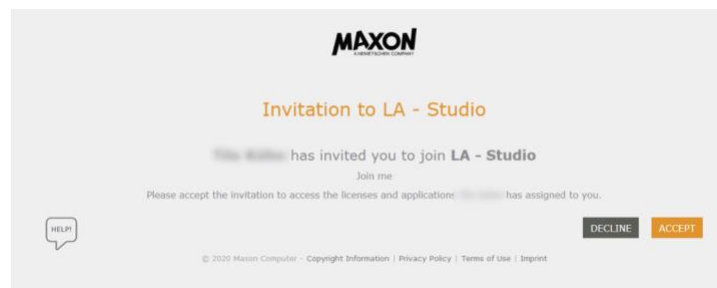 MAXON
A NEMETSCHEK COMPANY
Invitation to LA - Studio
has invited you to join LA - Studio
Join me
Please accept the invitation to access the licenses and applications has assigned to you.
HELP!
DECLINE ACCEPT
© 2020 Maxon Computer - Copyright Information | Privacy Policy | Terms of Use | Imprint